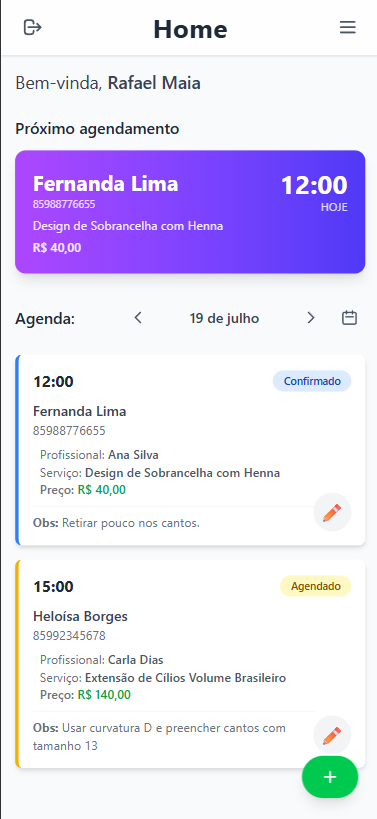 Home
Bem-vinda, Rafael Maia
Próximo agendamento
Fernanda Lima
12:00
85988776655
HOJE
Design de Sobrancelha com Henna
R$ 40,00
Agenda:
19 de julho
12:00
Confirmado
Fernanda Lima
85988776655
Profissional: Ana Silva
Serviço: Design de Sobrancelha com Henna
Preço: R$ 40,00
Obs: Retirar pouco nos cantos.
15:00
Agendado
Heloísa Borges
85992345678
Profissional: Carla Dias
Serviço: Extensão de Cílios Volume Brasileiro
Preço: R$ 140,00
Obs: Usar curvatura D e preencher cantos com
tamanho 13
+